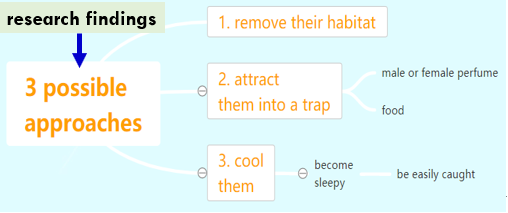 research findings
3 possible
approaches
1. remove their habitat
2. attract
them into a trap
male or female perfume
food
3. cool
them
become
sleepy
be easily caught